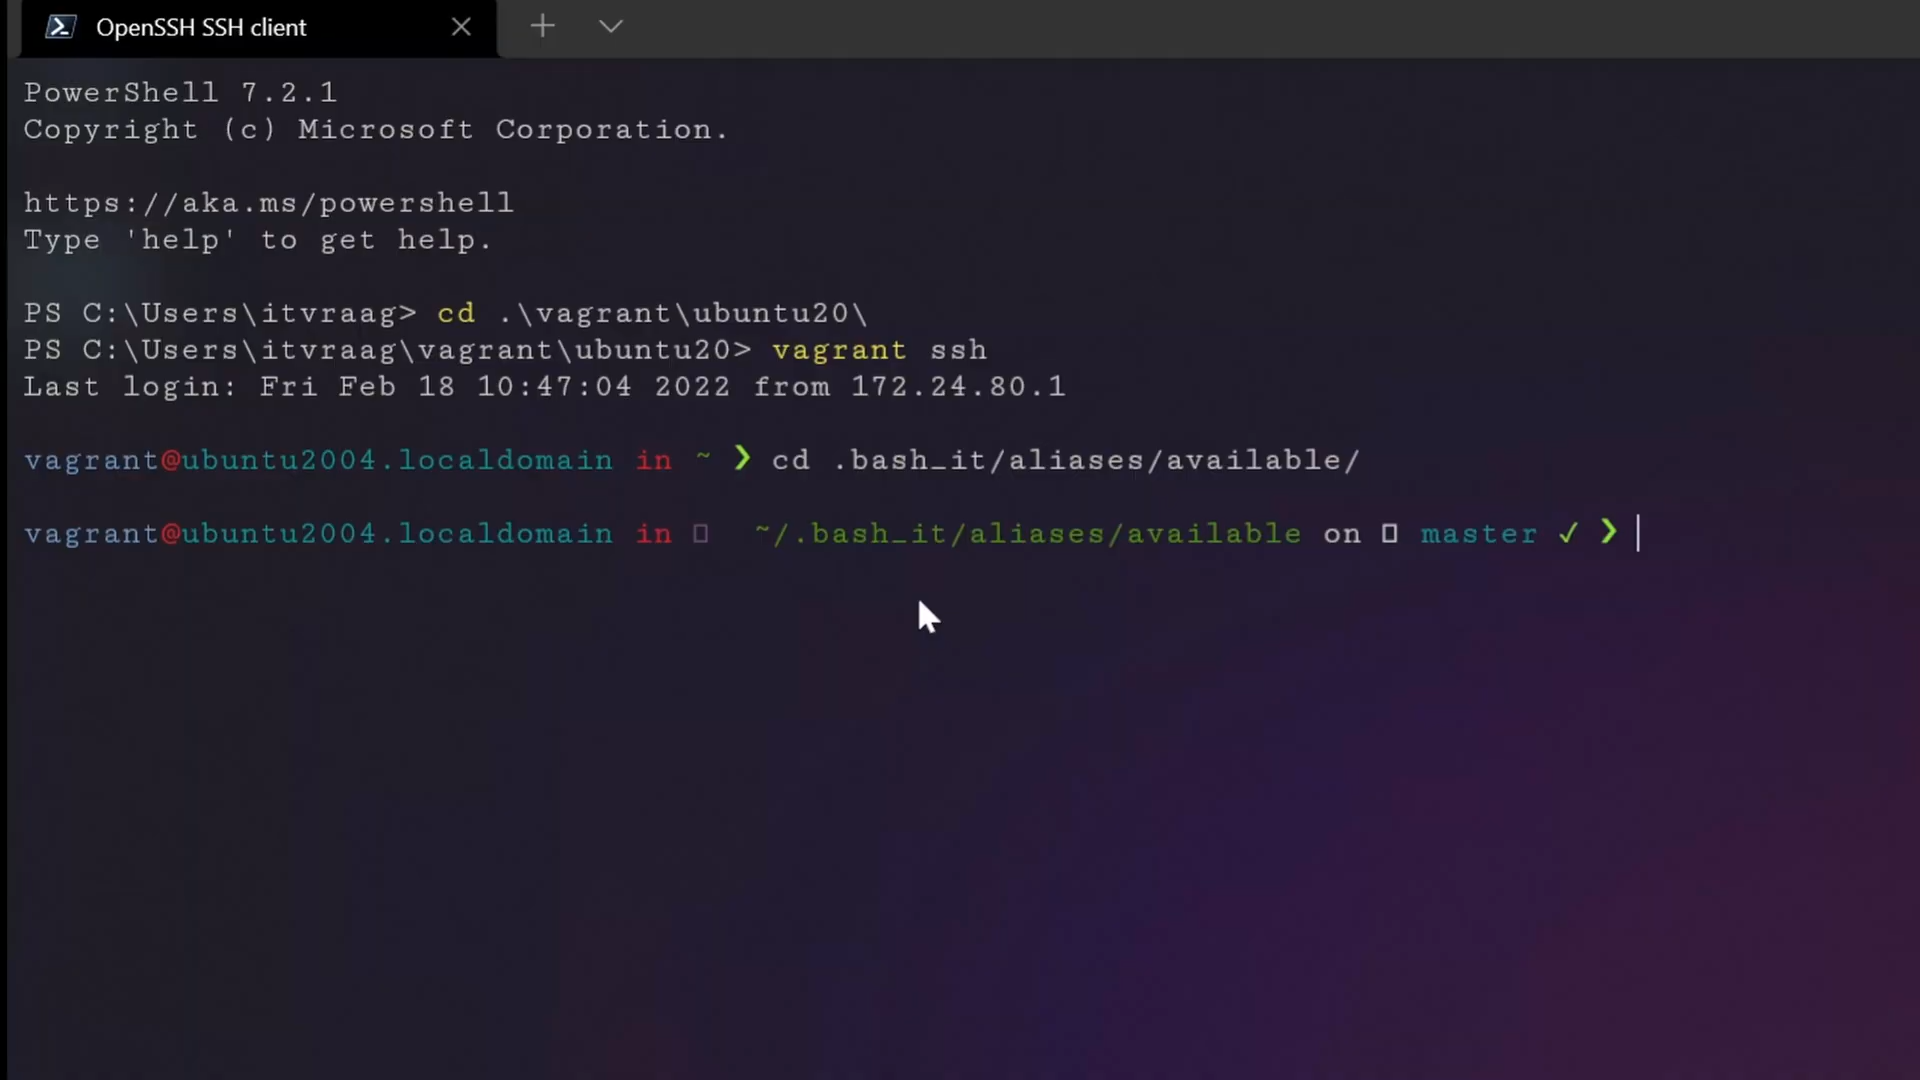 OpenSSH SSH client
PowerShell 7.2.1
Copyright (c) Microsoft Corporation.
https://aka.ms/powershell
Type 'help' to get help.
PS C:\Users\itvraag> cd .\vagrant\ubuntu20\
PS C:\Users\itvraag\vagrant\ubuntu20> vagrant ssh
Last login: Fri Feb 18 10:47:04 2022 from 172.24.80.1
vagrant@ubuntu2004.localdomain in ~ ❯ cd .bash_it/aliases/available/
vagrant@ubuntu2004.localdomain in ▯ ~/.bash_it/aliases/available on ▯ master ✓ ❯